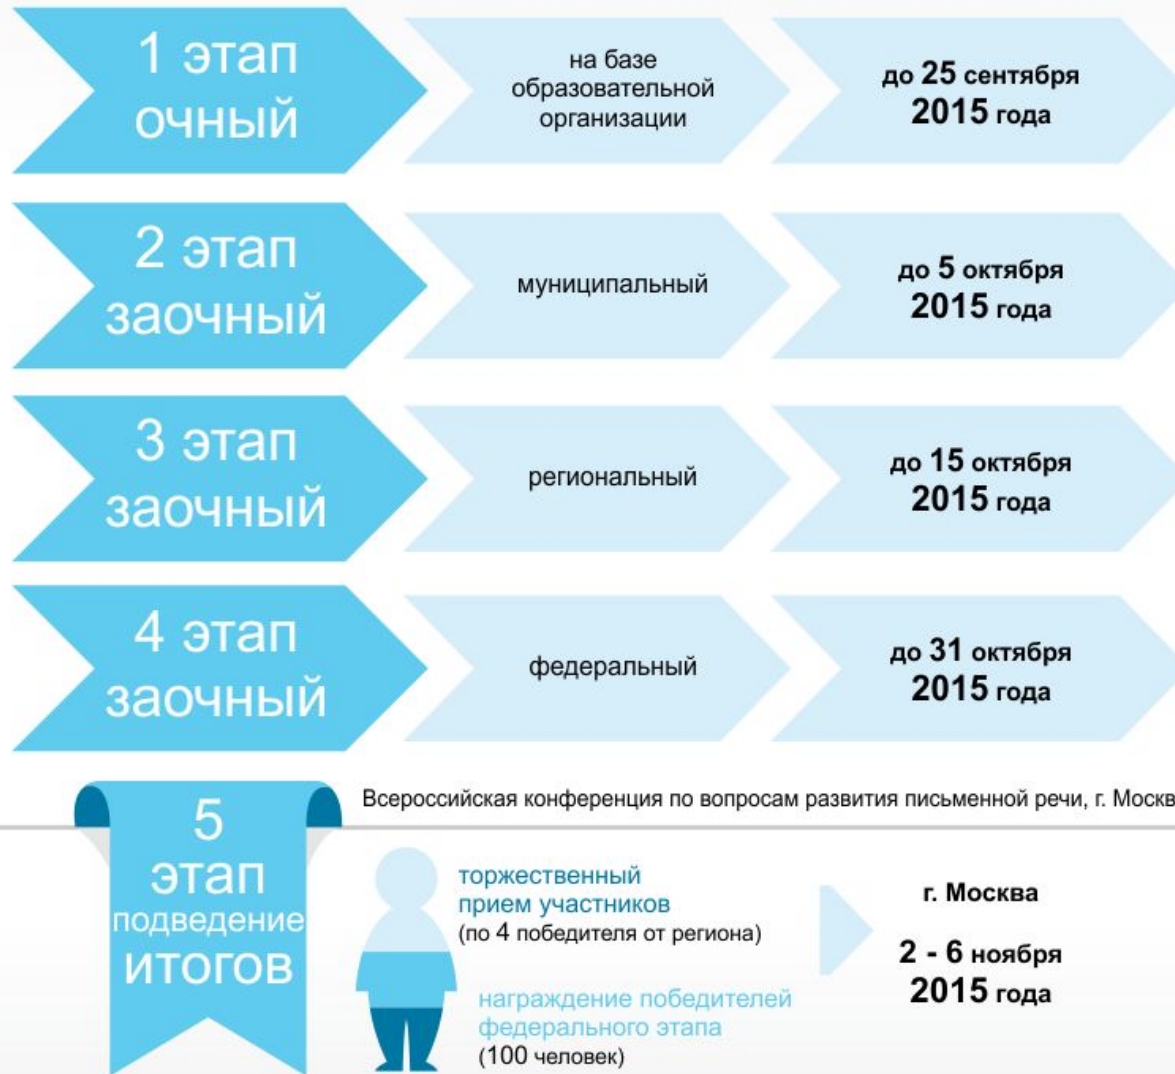 1 этап
очный
на базе
образовательной
организации
до 25 сентября
2015 года
2 этап
заочный
муниципальный
до 5 октября
2015 года
3 этап
заочный
региональный
до 15 октября
2015 года
4 этап
заочный
федеральный
до 31 октября
2015 года
Всероссийская конференция по вопросам развития письменной речи, г. Москв
5
этап
подведение
итогов
торжественный
прием участников
(по 4 победителя от региона)
награждение победителей
федерального этапа
(100 человек)
г. Москва
2 - 6 ноября
2015 года